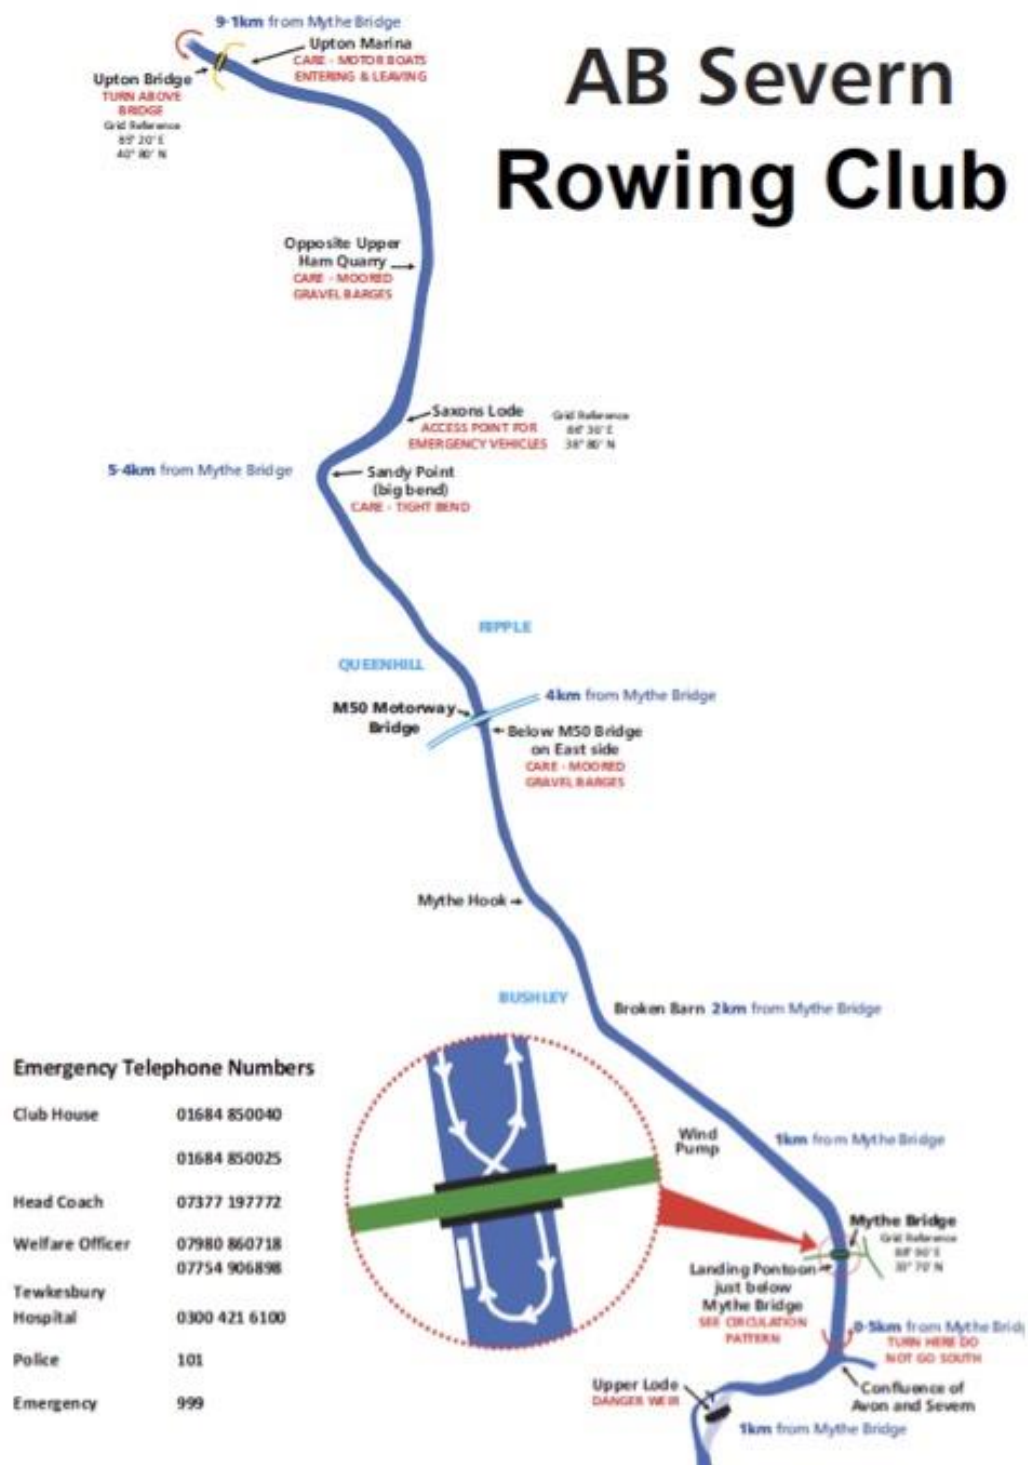 9·1km from Mythe Bridge
AB Severn
Rowing Club
Upton Marina
CARE - MOTOR BOATS
ENTERING & LEAVING
Upton Bridge
TURN ABOVE
BRIDGE
Grid Reference
Opposite Upper
Ham Quarry
CARE - MOORED
GRAVEL BARGES
Saxons Lode
ACCESS POINT FOR
EMERGENCY VEHICLES
Grid Reference
5·4km from Mythe Bridge
Sandy Point
(big bend)
CARE - TIGHT BEND
RIPPLE
QUEENHILL
4km from Mythe Bridge
M50 Motorway
Bridge
Below M50 Bridge
on East side
CARE - MOORED
GRAVEL BARGES
Mythe Hook
BUSHLEY
Broken Barn 2km from Mythe Bridge
Emergency Telephone Numbers
Club House 01684 850040
01684 850025
Head Coach 07377 197772
Welfare Officer 07980 860718
07754 906898
Tewkesbury
Hospital 0300 421 6100
Police 101
Emergency 999
Wind
Pump
1km from Mythe Bridge
Mythe Bridge
Grid Reference
Landing Pontoon
just below
Mythe Bridge
SEE CIRCULATION
PATTERN
0·5km from Mythe Bridg
TURN HERE DO
NOT GO SOUTH
Upper Lode
DANGER WEIR
Confluence of
Avon and Severn
1km from Mythe Bridge